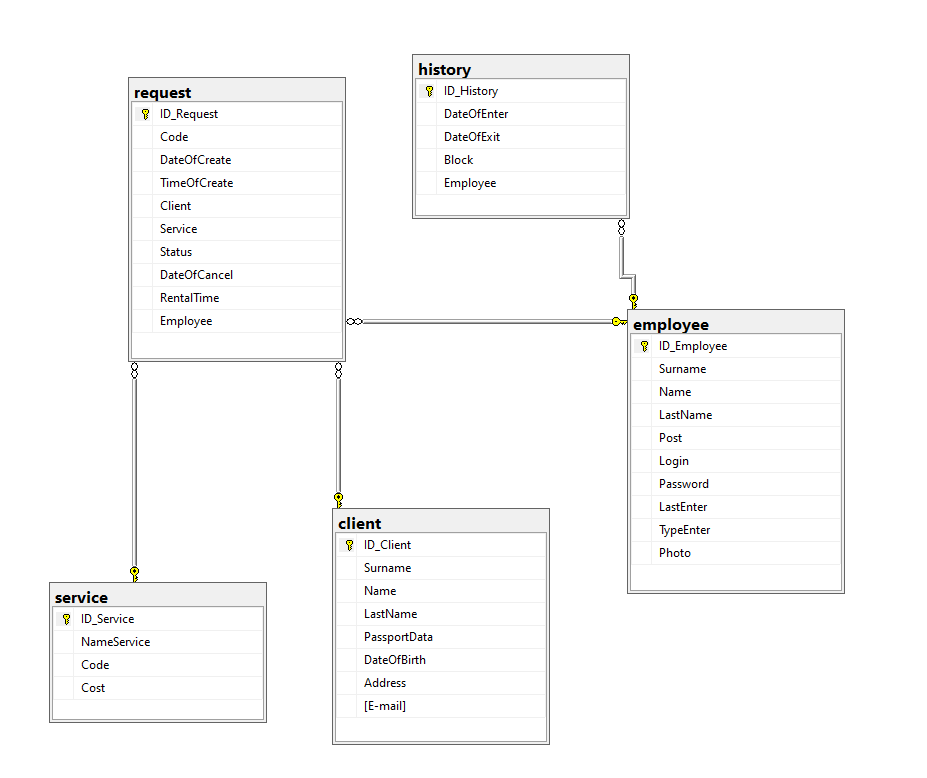 request
ID_Request
Code
DateOfCreate
TimeOfCreate
Client
Service
Status
DateOfCancel
RentalTime
Employee
history
ID_History
DateOfEnter
DateOfExit
Block
Employee
employee
ID_Employee
Surname
Name
LastName
Post
Login
Password
LastEnter
TypeEnter
Photo
client
ID_Client
Surname
Name
LastName
PassportData
DateOfBirth
Address
[E-mail]
service
ID_Service
NameService
Code
Cost